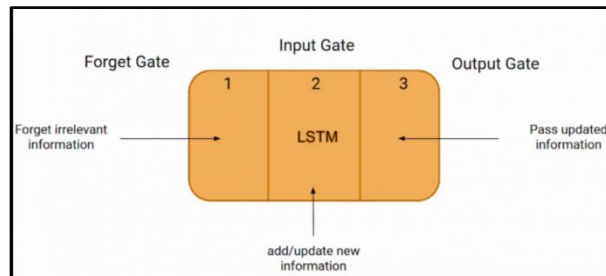 Input Gate
Forget Gate
Output Gate
1 2 3
Forget irrelevant
information
LSTM
Pass updated
information
add/update new
information